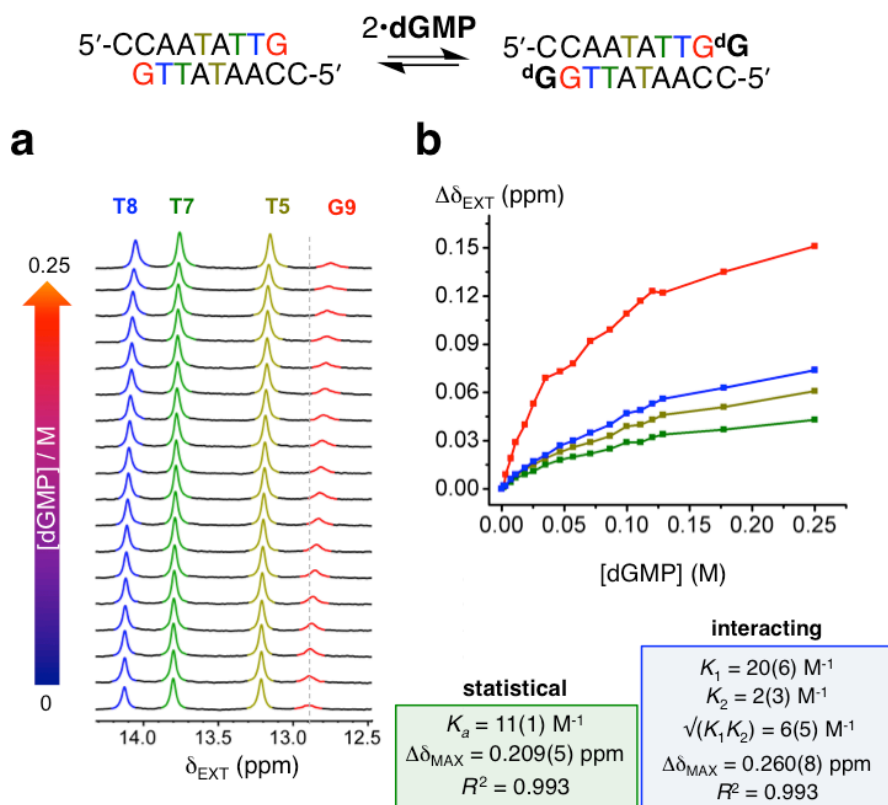 5′-CCAATATTG
GTTATAACC-5′
2•dGMP
5′-CCAATATTGᵈG
ᵈGGTTATAACC-5′
a
T8 T7 T5 G9
0.25
[dGMP] / M
0
14.0 13.5 13.0 12.5
δEXT (ppm)
b
ΔδEXT (ppm)
0.15
0.12
0.09
0.06
0.03
0.00
0.00 0.05 0.10 0.15 0.20 0.25
[dGMP] (M)
statistical
Ka = 11(1) M⁻¹
ΔδMAX = 0.209(5) ppm
R² = 0.993
interacting
K₁ = 20(6) M⁻¹
K₂ = 2(3) M⁻¹
√(K₁K₂) = 6(5) M⁻¹
ΔδMAX = 0.260(8) ppm
R² = 0.993